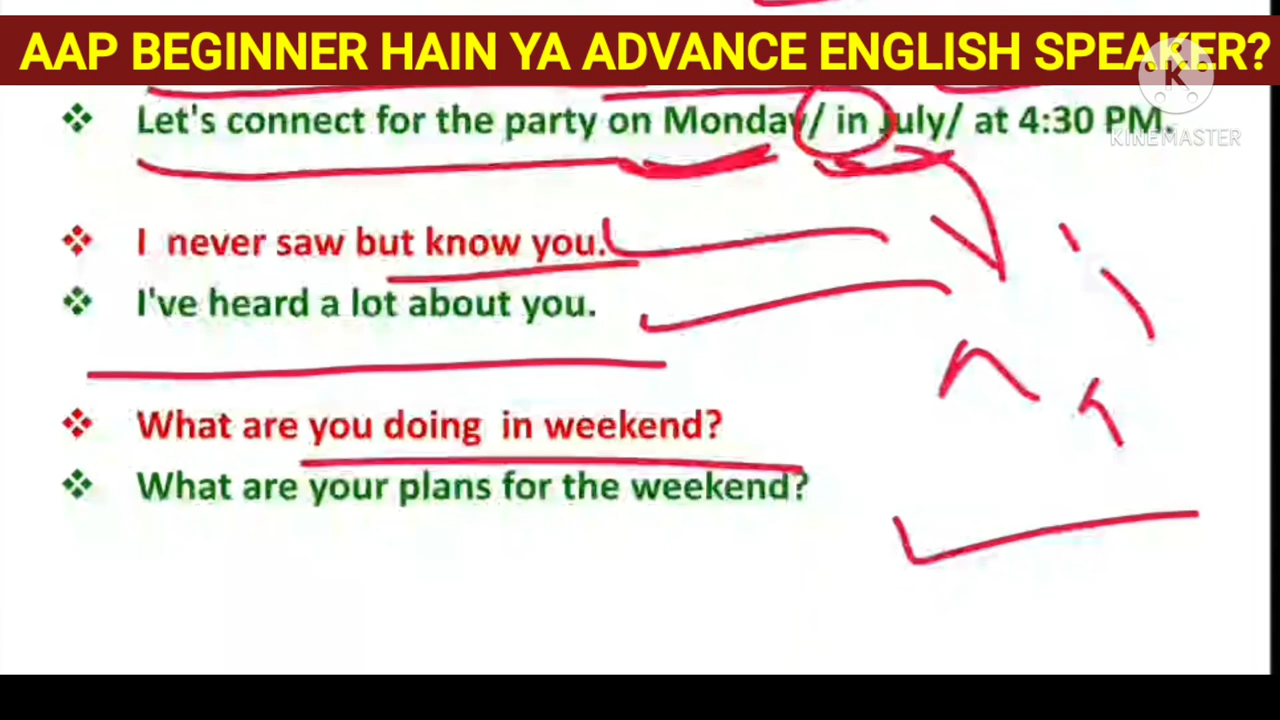 AAP BEGINNER HAIN YA ADVANCE ENGLISH SPEAKER?
Let's connect for the party on Monday/ in July/ at 4:30 PM.
KINEMASTER
I never saw but know you.
I've heard a lot about you.
What are you doing in weekend?
What are your plans for the weekend?